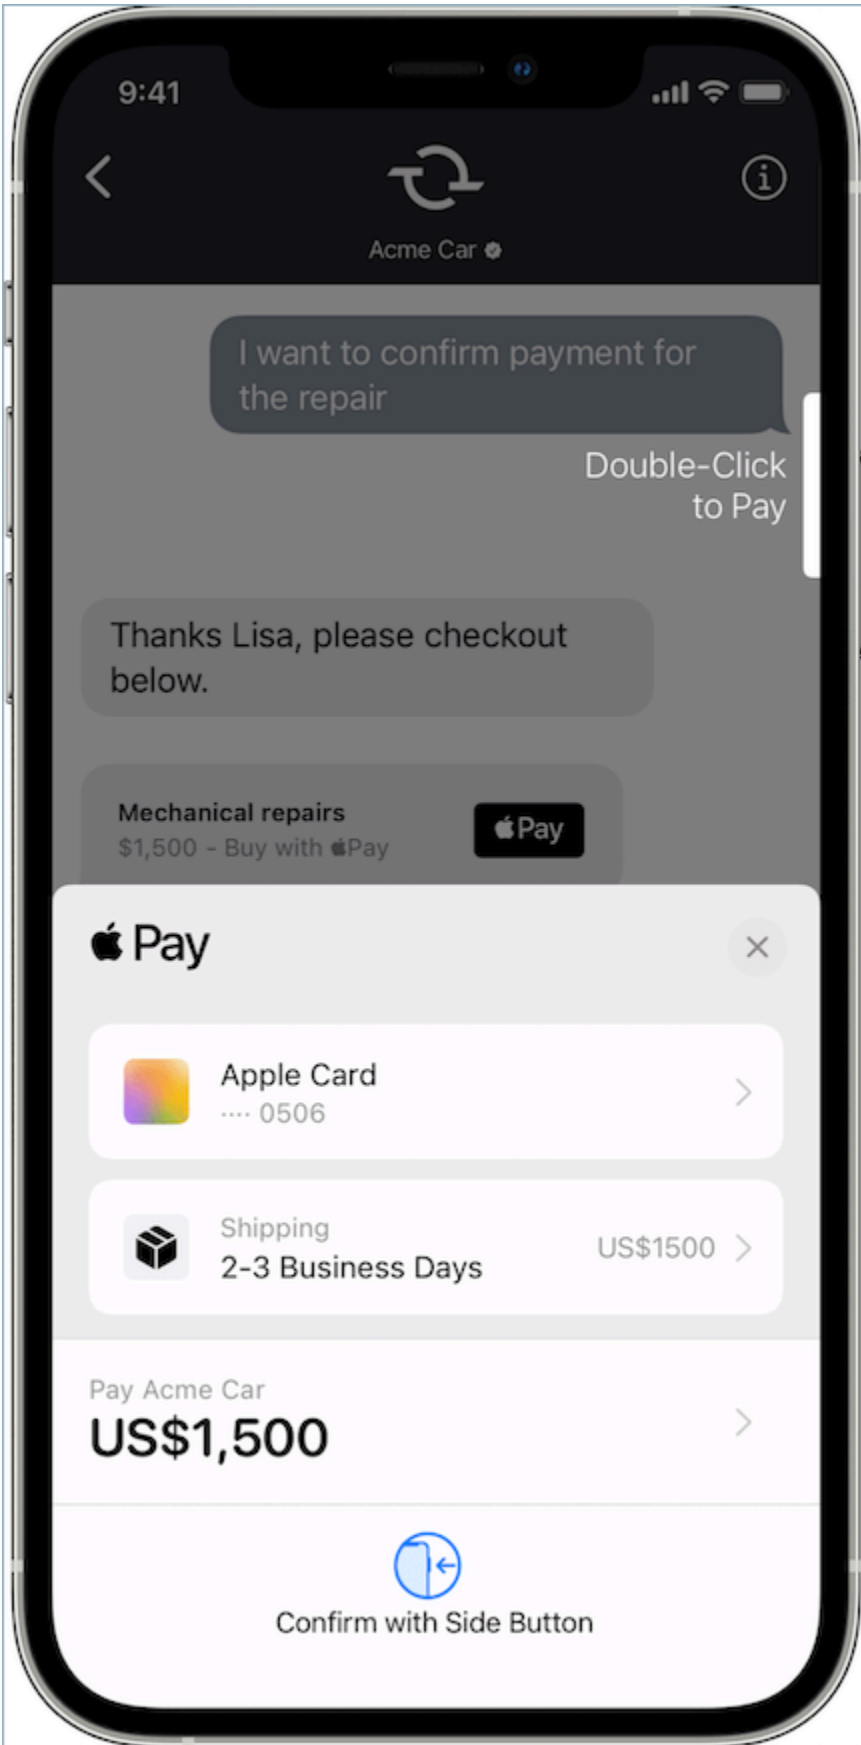 9:41
Acme Car
I want to confirm payment for
the repair
Double-Click
to Pay
Thanks Lisa, please checkout
below.
Mechanical repairs
$1,500 - Buy with Pay
Pay
Pay
Apple Card
···· 0506
Shipping
2-3 Business Days
US$1500
Pay Acme Car
US$1,500
Confirm with Side Button